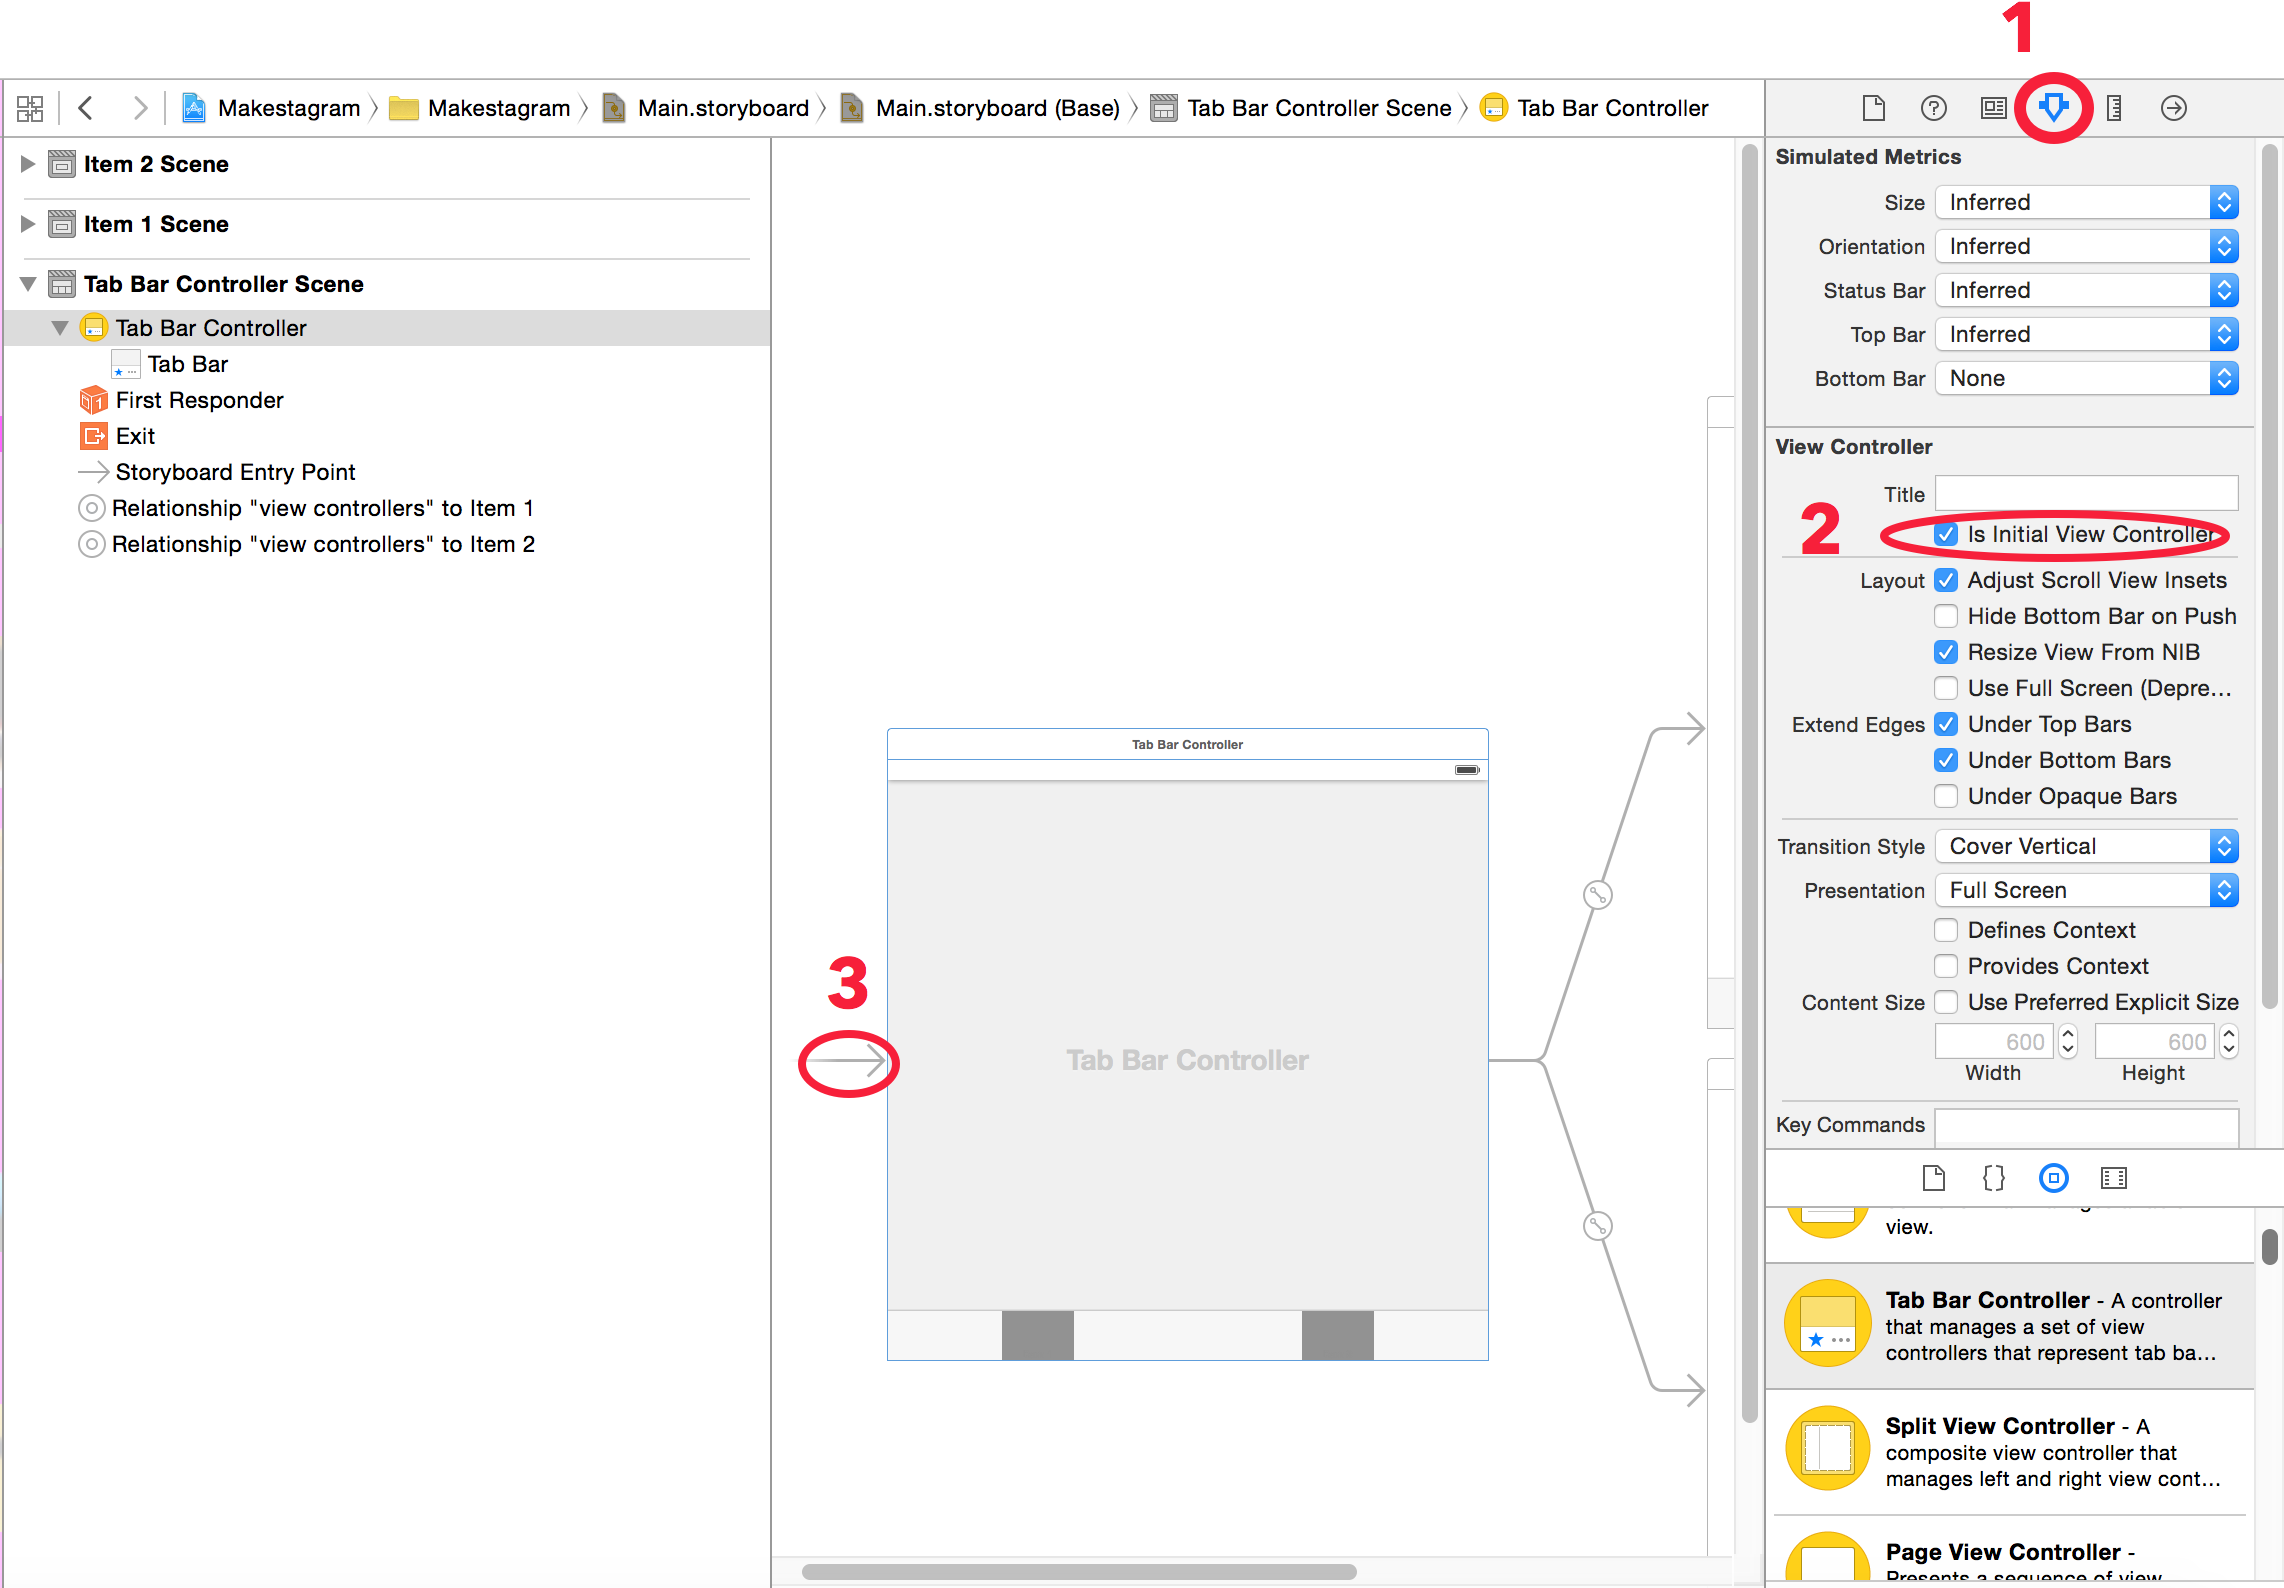 1
Makestagram Makestagram Main.storyboard Main.storyboard (Base) Tab Bar Controller Scene Tab Bar Controller
Item 2 Scene
Item 1 Scene
Tab Bar Controller Scene
Tab Bar Controller
Tab Bar
First Responder
Exit
Storyboard Entry Point
Relationship "view controllers" to Item 1
Relationship "view controllers" to Item 2
Tab Bar Controller
3
Tab Bar Controller
Simulated Metrics
Size Inferred
Orientation Inferred
Status Bar Inferred
Top Bar Inferred
Bottom Bar None
View Controller
Title
2 Is Initial View Controller
Layout Adjust Scroll View Insets
Hide Bottom Bar on Push
Resize View From NIB
Use Full Screen (Depre...
Extend Edges Under Top Bars
Under Bottom Bars
Under Opaque Bars
Transition Style Cover Vertical
Presentation Full Screen
Defines Context
Provides Context
Content Size Use Preferred Explicit Size
600 600
Width Height
Key Commands
view.
Tab Bar Controller - A controller
that manages a set of view
controllers that represent tab ba...
Split View Controller - A
composite view controller that
manages left and right view cont...
Page View Controller -
Presents a sequence of view